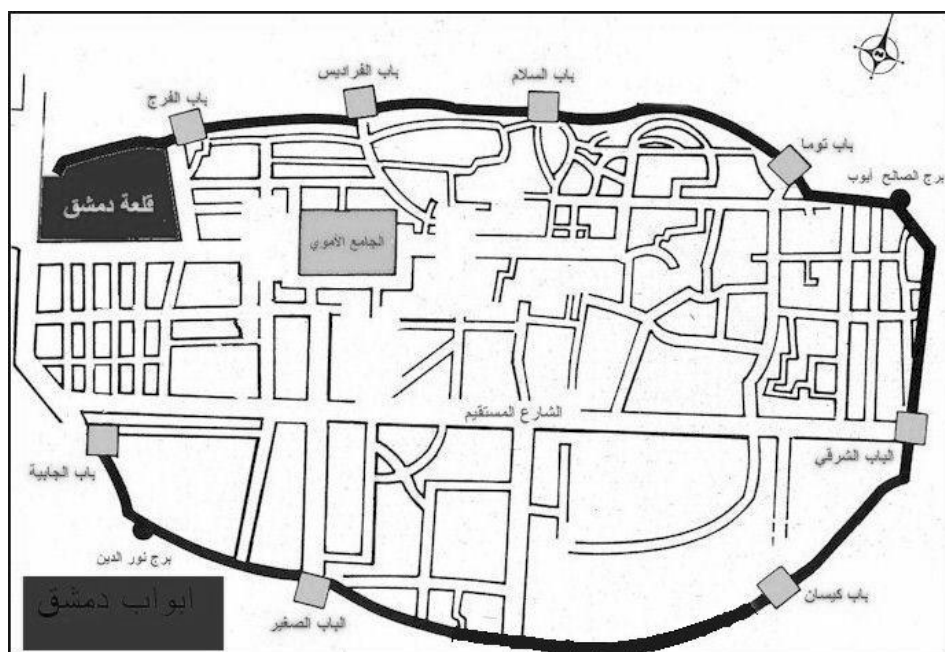 باب السلام
باب الفراديس
باب الفرج
باب توما
برج الصالح أيوب
قلعة دمشق
الجامع الأموي
الشارع المستقيم
الباب الشرقي
باب الجابية
برج نور الدين
باب كيسان
الباب الصغير
ابواب دمشق